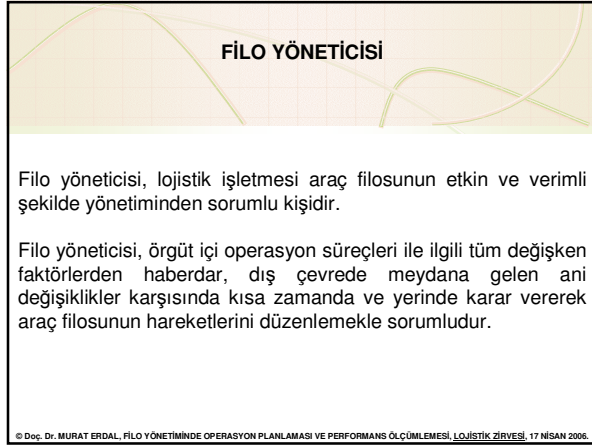 FİLO YÖNETİCİSİ
Filo yöneticisi, lojistik işletmesi araç filosunun etkin ve verimli
şekilde yönetiminden sorumlu kişidir.
Filo yöneticisi, örgüt içi operasyon süreçleri ile ilgili tüm değişken
faktörlerden haberdar, dış çevrede meydana gelen ani
değişiklikler karşısında kısa zamanda ve yerinde karar vererek
araç filosunun hareketlerini düzenlemekle sorumludur.
© Doç. Dr. MURAT ERDAL, FİLO YÖNETİMİNDE OPERASYON PLANLAMASI VE PERFORMANS ÖLÇÜMLEMESİ, LOJİSTİK ZİRVESİ, 17 NİSAN 2006.